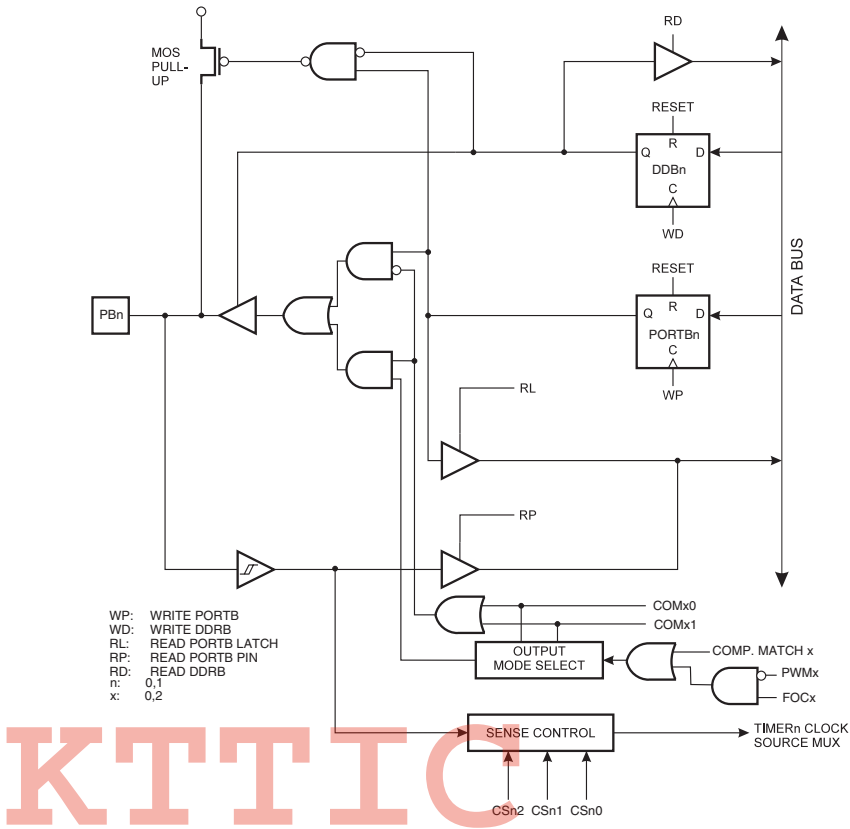 RD
MOS
PULL-
UP
RESET
R
Q
D
DDBn
C
WD
DATA BUS
RESET
R
Q
D
PORTBn
C
WP
PBn
RL
RP
WP: WRITE PORTB
WD: WRITE DDRB
RL: READ PORTB LATCH
RP: READ PORTB PIN
RD: READ DDRB
n: 0,1
x: 0,2
COMx0
COMx1
OUTPUT
MODE SELECT
COMP. MATCH x
PWMx
FOCx
SENSE CONTROL
TIMERn CLOCK
SOURCE MUX
CSn2 CSn1 CSn0
KTTIC